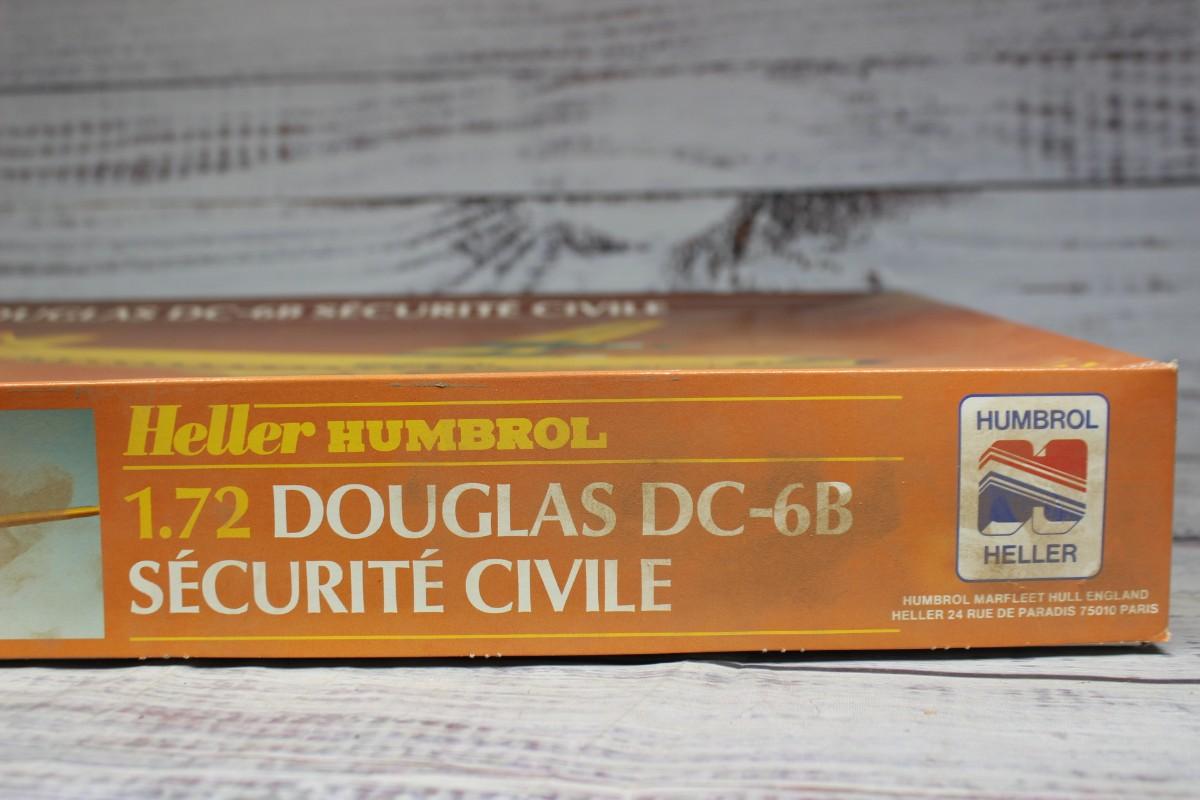 DOUGLAS DC-6B SÉCURITÉ CIVILE
Heller HUMBROL
1.72 DOUGLAS DC-6B
SÉCURITÉ CIVILE
HUMBROL
HELLER
HUMBROL MARFLEET HULL ENGLAND
HELLER 24 RUE DE PARADIS 75010 PARIS